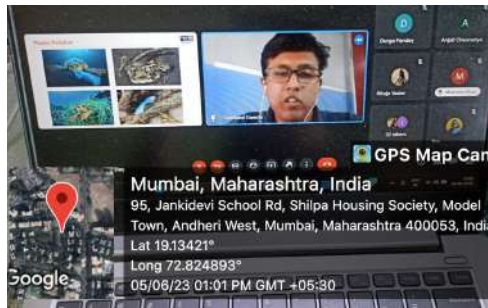 Plastic Pollution
Durga Pandey
Anjali Chaurasiya
GPS Map Cam
Mumbai, Maharashtra, India
95, Jankidevi School Rd, Shilpa Housing Society, Model
Town, Andheri West, Mumbai, Maharashtra 400053, India
Lat 19.13421°
Long 72.824893°
05/06/23 01:01 PM GMT +05:30
Google